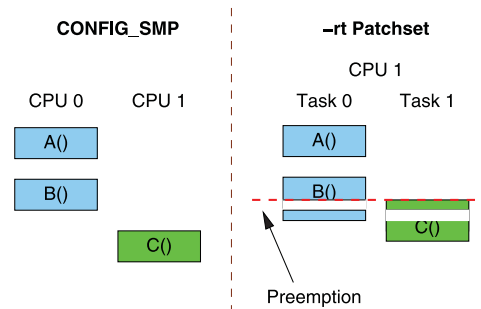 CONFIG_SMP
CPU 0 CPU 1
A()
B()
C()
–rt Patchset
CPU 1
Task 0 Task 1
A()
B()
C()
Preemption